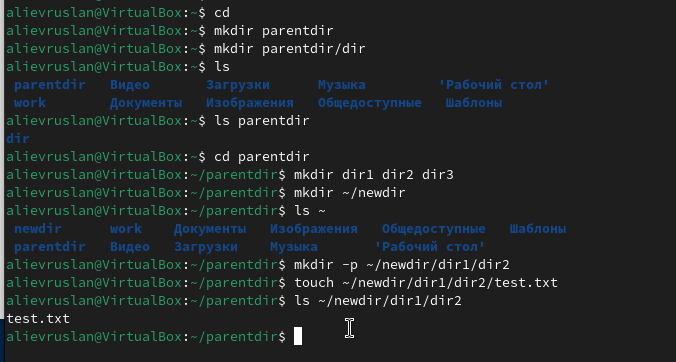 alievruslan@VirtualBox:~$ cd
alievruslan@VirtualBox:~$ mkdir parentdir
alievruslan@VirtualBox:~$ mkdir parentdir/dir
alievruslan@VirtualBox:~$ ls
parentdir Видео Загрузки Музыка 'Рабочий стол'
work Документы Изображения Общедоступные Шаблоны
alievruslan@VirtualBox:~$ ls parentdir
dir
alievruslan@VirtualBox:~$ cd parentdir
alievruslan@VirtualBox:~/parentdir$ mkdir dir1 dir2 dir3
alievruslan@VirtualBox:~/parentdir$ mkdir ~/newdir
alievruslan@VirtualBox:~/parentdir$ ls ~
newdir work Документы Изображения Общедоступные Шаблоны
parentdir Видео Загрузки Музыка 'Рабочий стол'
alievruslan@VirtualBox:~/parentdir$ mkdir -p ~/newdir/dir1/dir2
alievruslan@VirtualBox:~/parentdir$ touch ~/newdir/dir1/dir2/test.txt
alievruslan@VirtualBox:~/parentdir$ ls ~/newdir/dir1/dir2
test.txt
alievruslan@VirtualBox:~/parentdir$